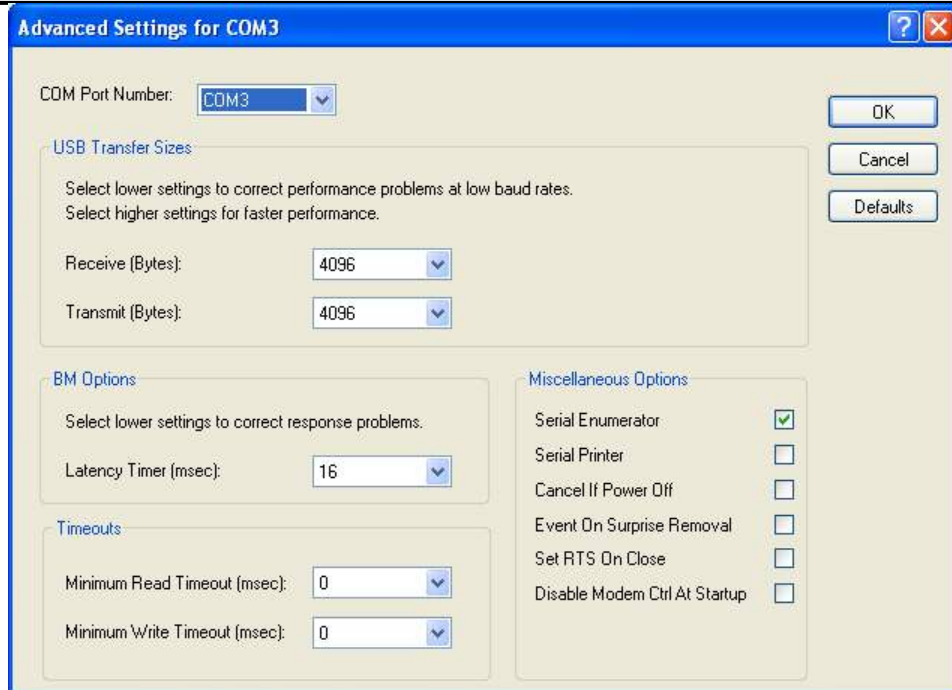 Advanced Settings for COM3
COM Port Number: COM3
OK
Cancel
Defaults
USB Transfer Sizes
Select lower settings to correct performance problems at low baud rates.
Select higher settings for faster performance.
Receive (Bytes): 4096
Transmit (Bytes): 4096
BM Options
Select lower settings to correct response problems.
Latency Timer (msec): 16
Timeouts
Minimum Read Timeout (msec): 0
Minimum Write Timeout (msec): 0
Miscellaneous Options
Serial Enumerator
Serial Printer
Cancel If Power Off
Event On Surprise Removal
Set RTS On Close
Disable Modem Ctrl At Startup